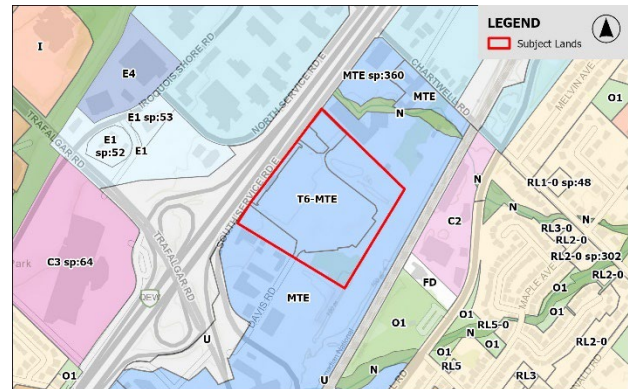 LEGEND
Subject Lands
I
E4
IROQUOIS SHORE RD
NORTH SERVICE RD E
MTE sp:360
MTE
CHARTWELL RD
MELVIN AVE
O1
E1 sp:53
E1
sp:52
E1
N
TRAFALGAR RD
SOUTH SERVICE RD E
T6-MTE
N
RL1-0 sp:48
C2
N
RL3-0
RL2-0
RL2-0 sp:302
RL2-0
C3 sp:64
TRAFALGAR RD
MAPLE AVE
N
O1
FD
MTE
QEW
DAVIS RD
O1
N
O1
RL5-0
O1
RL2-0
U
O1
U
RL5
RL3